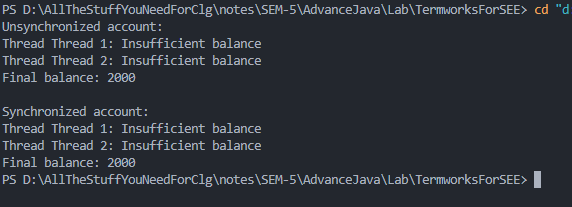 PS D:\AllTheStuffYouNeedForClg\notes\SEM-5\AdvanceJava\Lab\TermworksForSEE> cd "d
Unsynchronized account:
Thread Thread 1: Insufficient balance
Thread Thread 2: Insufficient balance
Final balance: 2000
Synchronized account:
Thread Thread 1: Insufficient balance
Thread Thread 2: Insufficient balance
Final balance: 2000
PS D:\AllTheStuffYouNeedForClg\notes\SEM-5\AdvanceJava\Lab\TermworksForSEE>